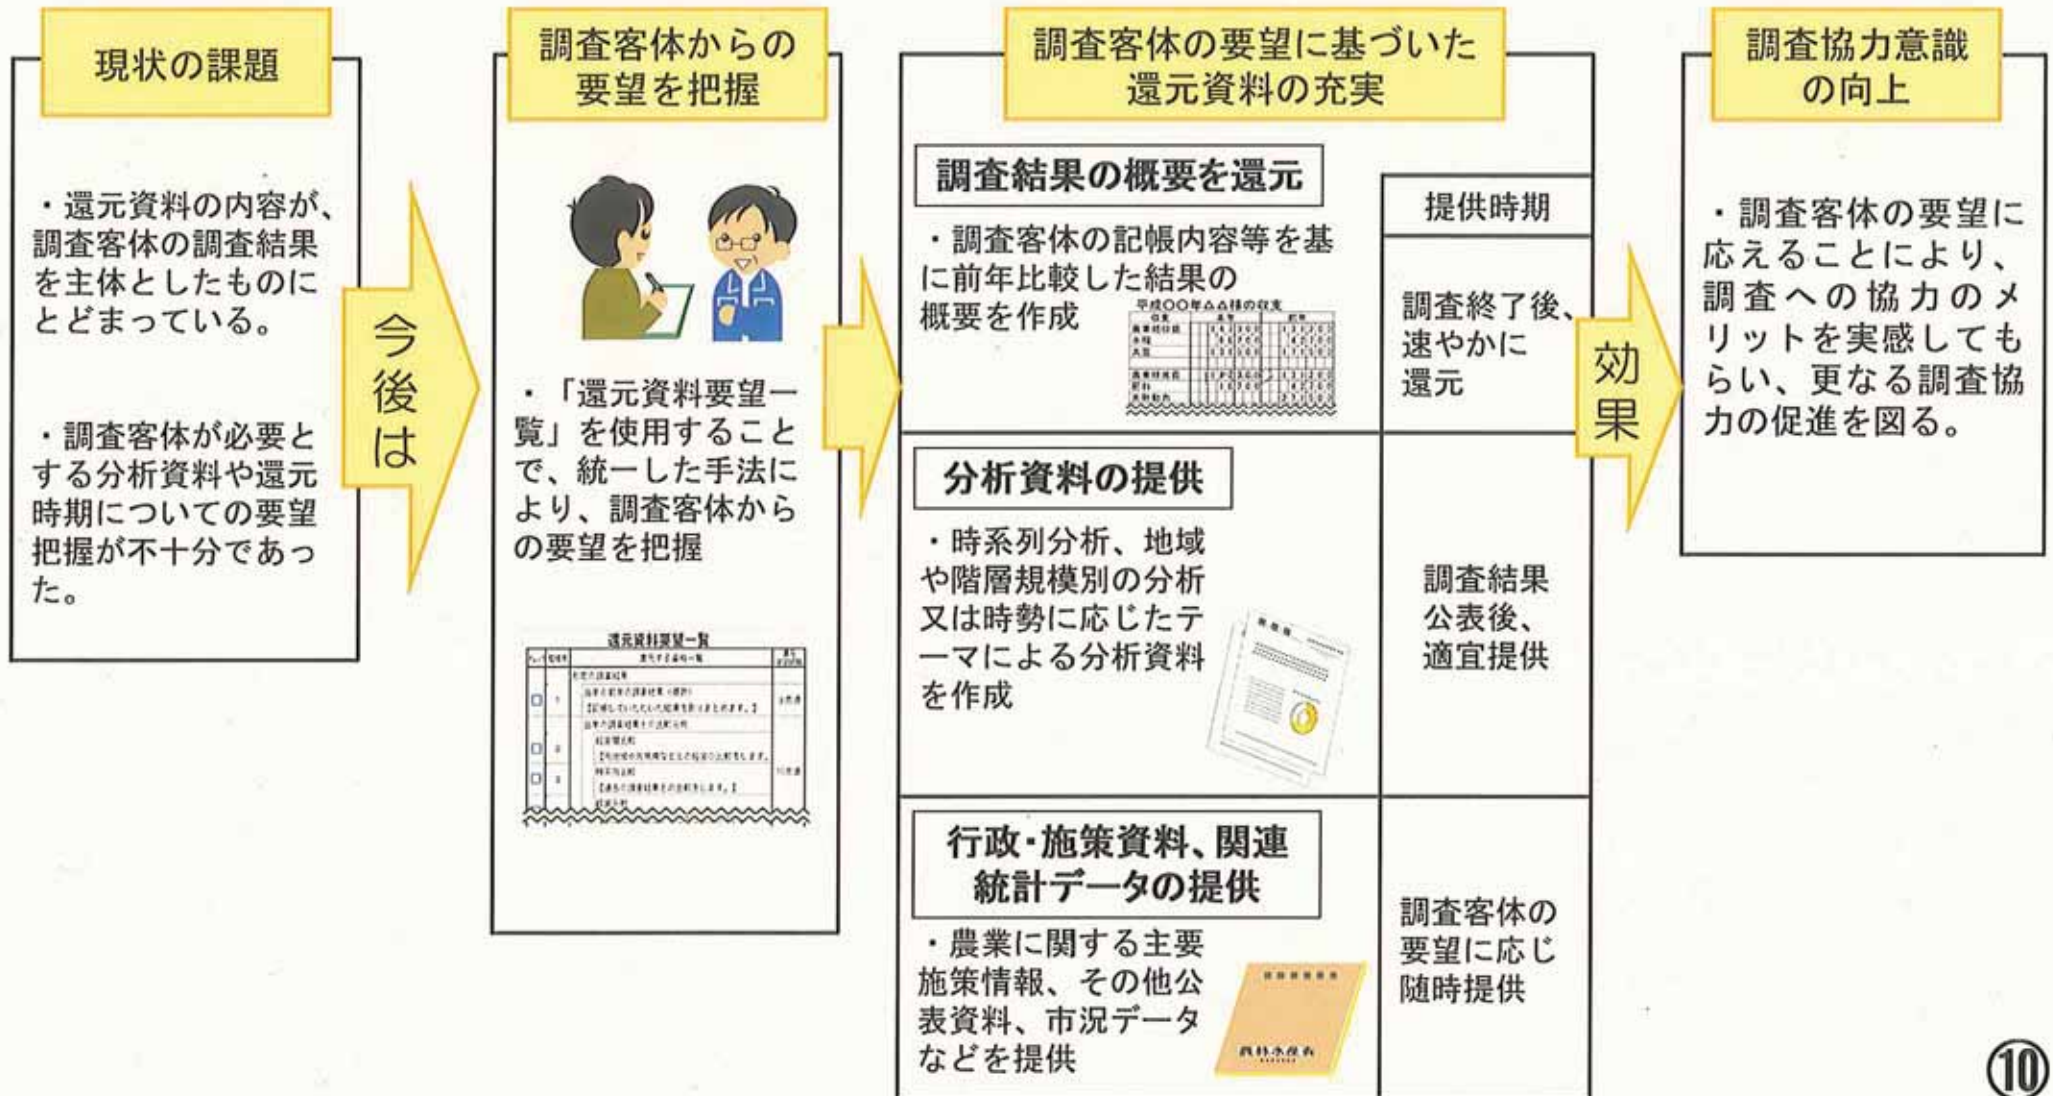 現状の課題
・還元資料の内容が、
調査客体の調査結果
を主体としたものに
とどまっている。
・調査客体が必要と
する分析資料や還元
時期についての要望
把握が不十分であっ
た。
今後は
調査客体からの
要望を把握
・「還元資料要望一
覧」を使用すること
で、統一した手法に
より、調査客体から
の要望を把握
還元資料要望一覧
調査客体の要望に基づいた
還元資料の充実
調査結果の概要を還元
・調査客体の記帳内容等を基
に前年比較した結果の
概要を作成
平成〇〇年△△様の収支
提供時期
調査終了後、
速やかに
還元
分析資料の提供
・時系列分析、地域
や階層規模別の分析
又は時勢に応じたテ
ーマによる分析資料
を作成
調査結果
公表後、
適宜提供
行政・施策資料、関連
統計データの提供
・農業に関する主要
施策情報、その他公
表資料、市況データ
などを提供
農林水産省
調査客体の
要望に応じ
随時提供
効果
調査協力意識
の向上
・調査客体の要望に
応えることにより、
調査への協力のメ
リットを実感しても
らい、更なる調査協
力の促進を図る。
⑩